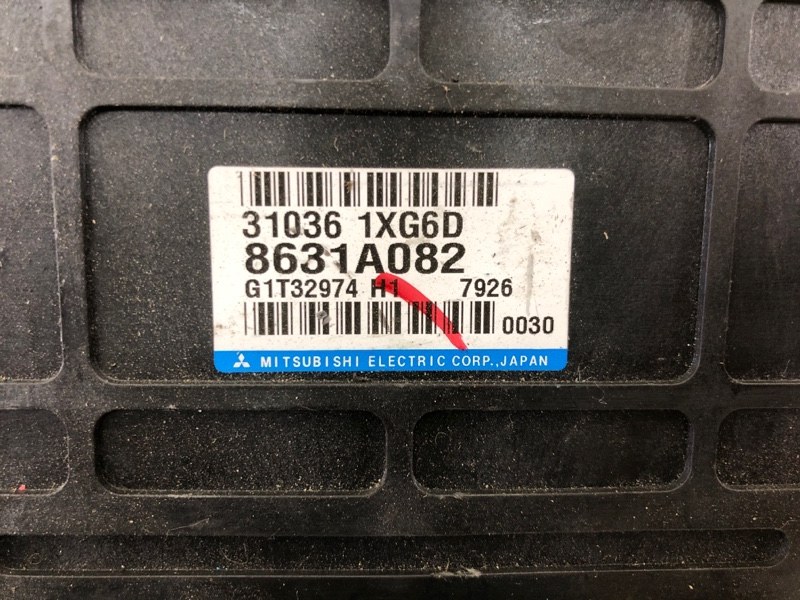 31036 1XG6D
8631A082
G1T32974 H1 7926
0030
MITSUBISHI ELECTRIC CORP., JAPAN